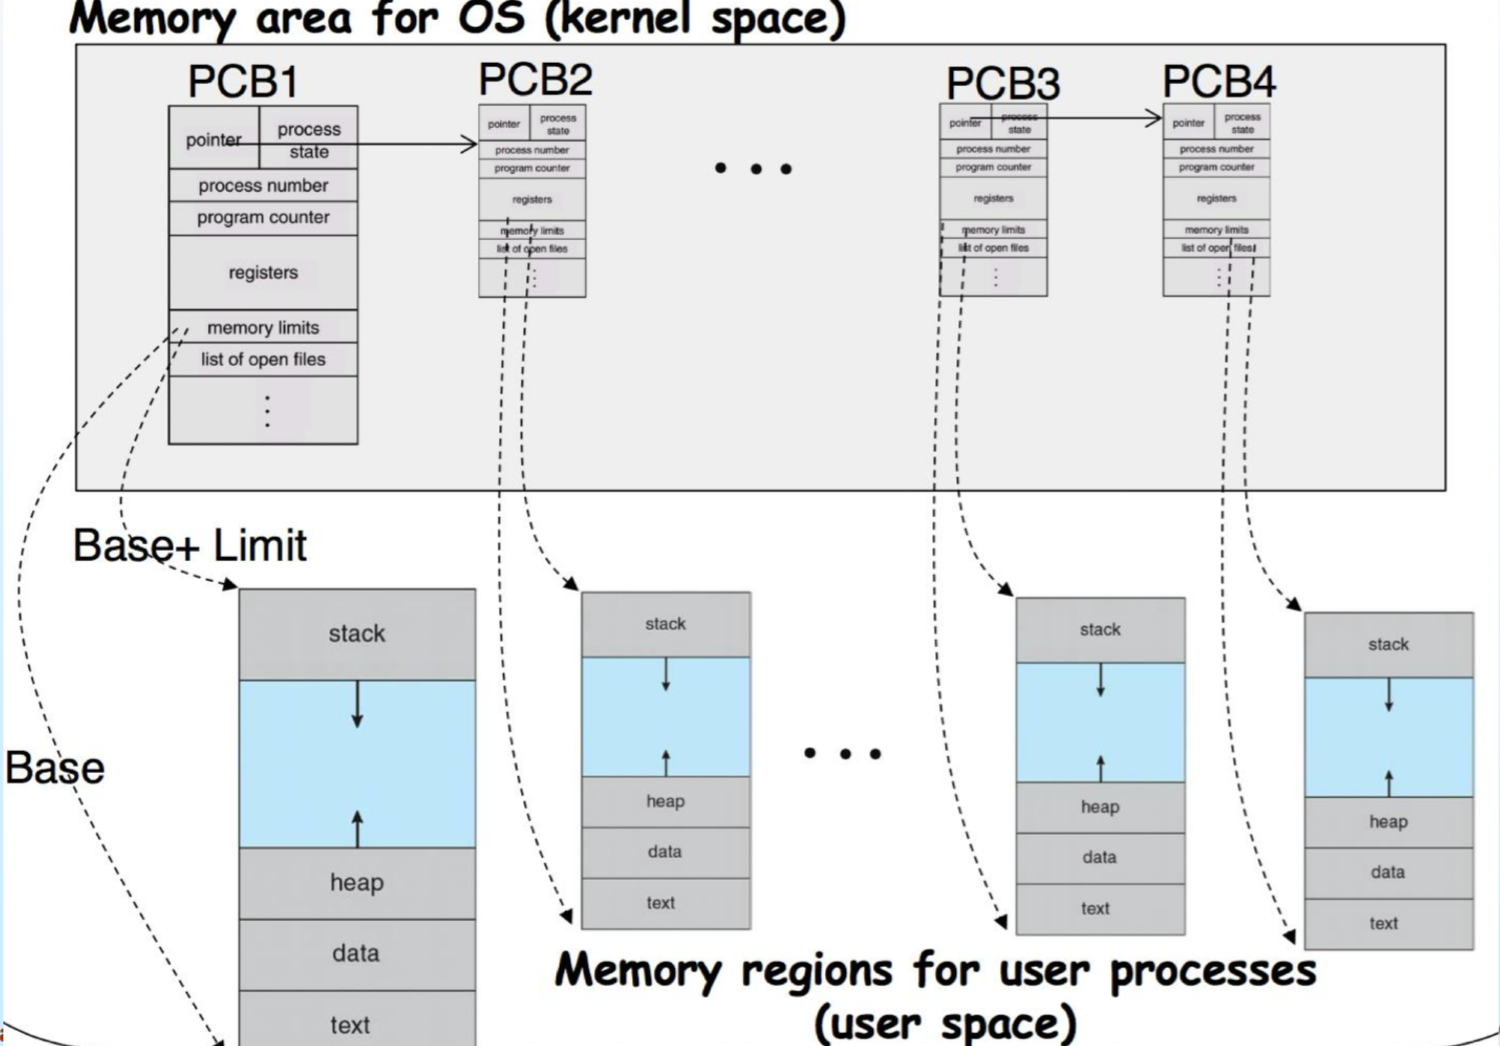 Memory area for OS (kernel space)
PCB1
pointer
process
state
process number
program counter
registers
memory limits
list of open files
PCB2
pointer
process
state
process number
program counter
registers
memory limits
list of open files
PCB3
pointer
process
state
process number
program counter
registers
memory limits
list of open files
PCB4
pointer
process
state
process number
program counter
registers
memory limits
list of open files
Base+ Limit
Base
stack
heap
data
text
stack
heap
data
text
stack
heap
data
text
stack
heap
data
text
Memory regions for user processes
(user space)